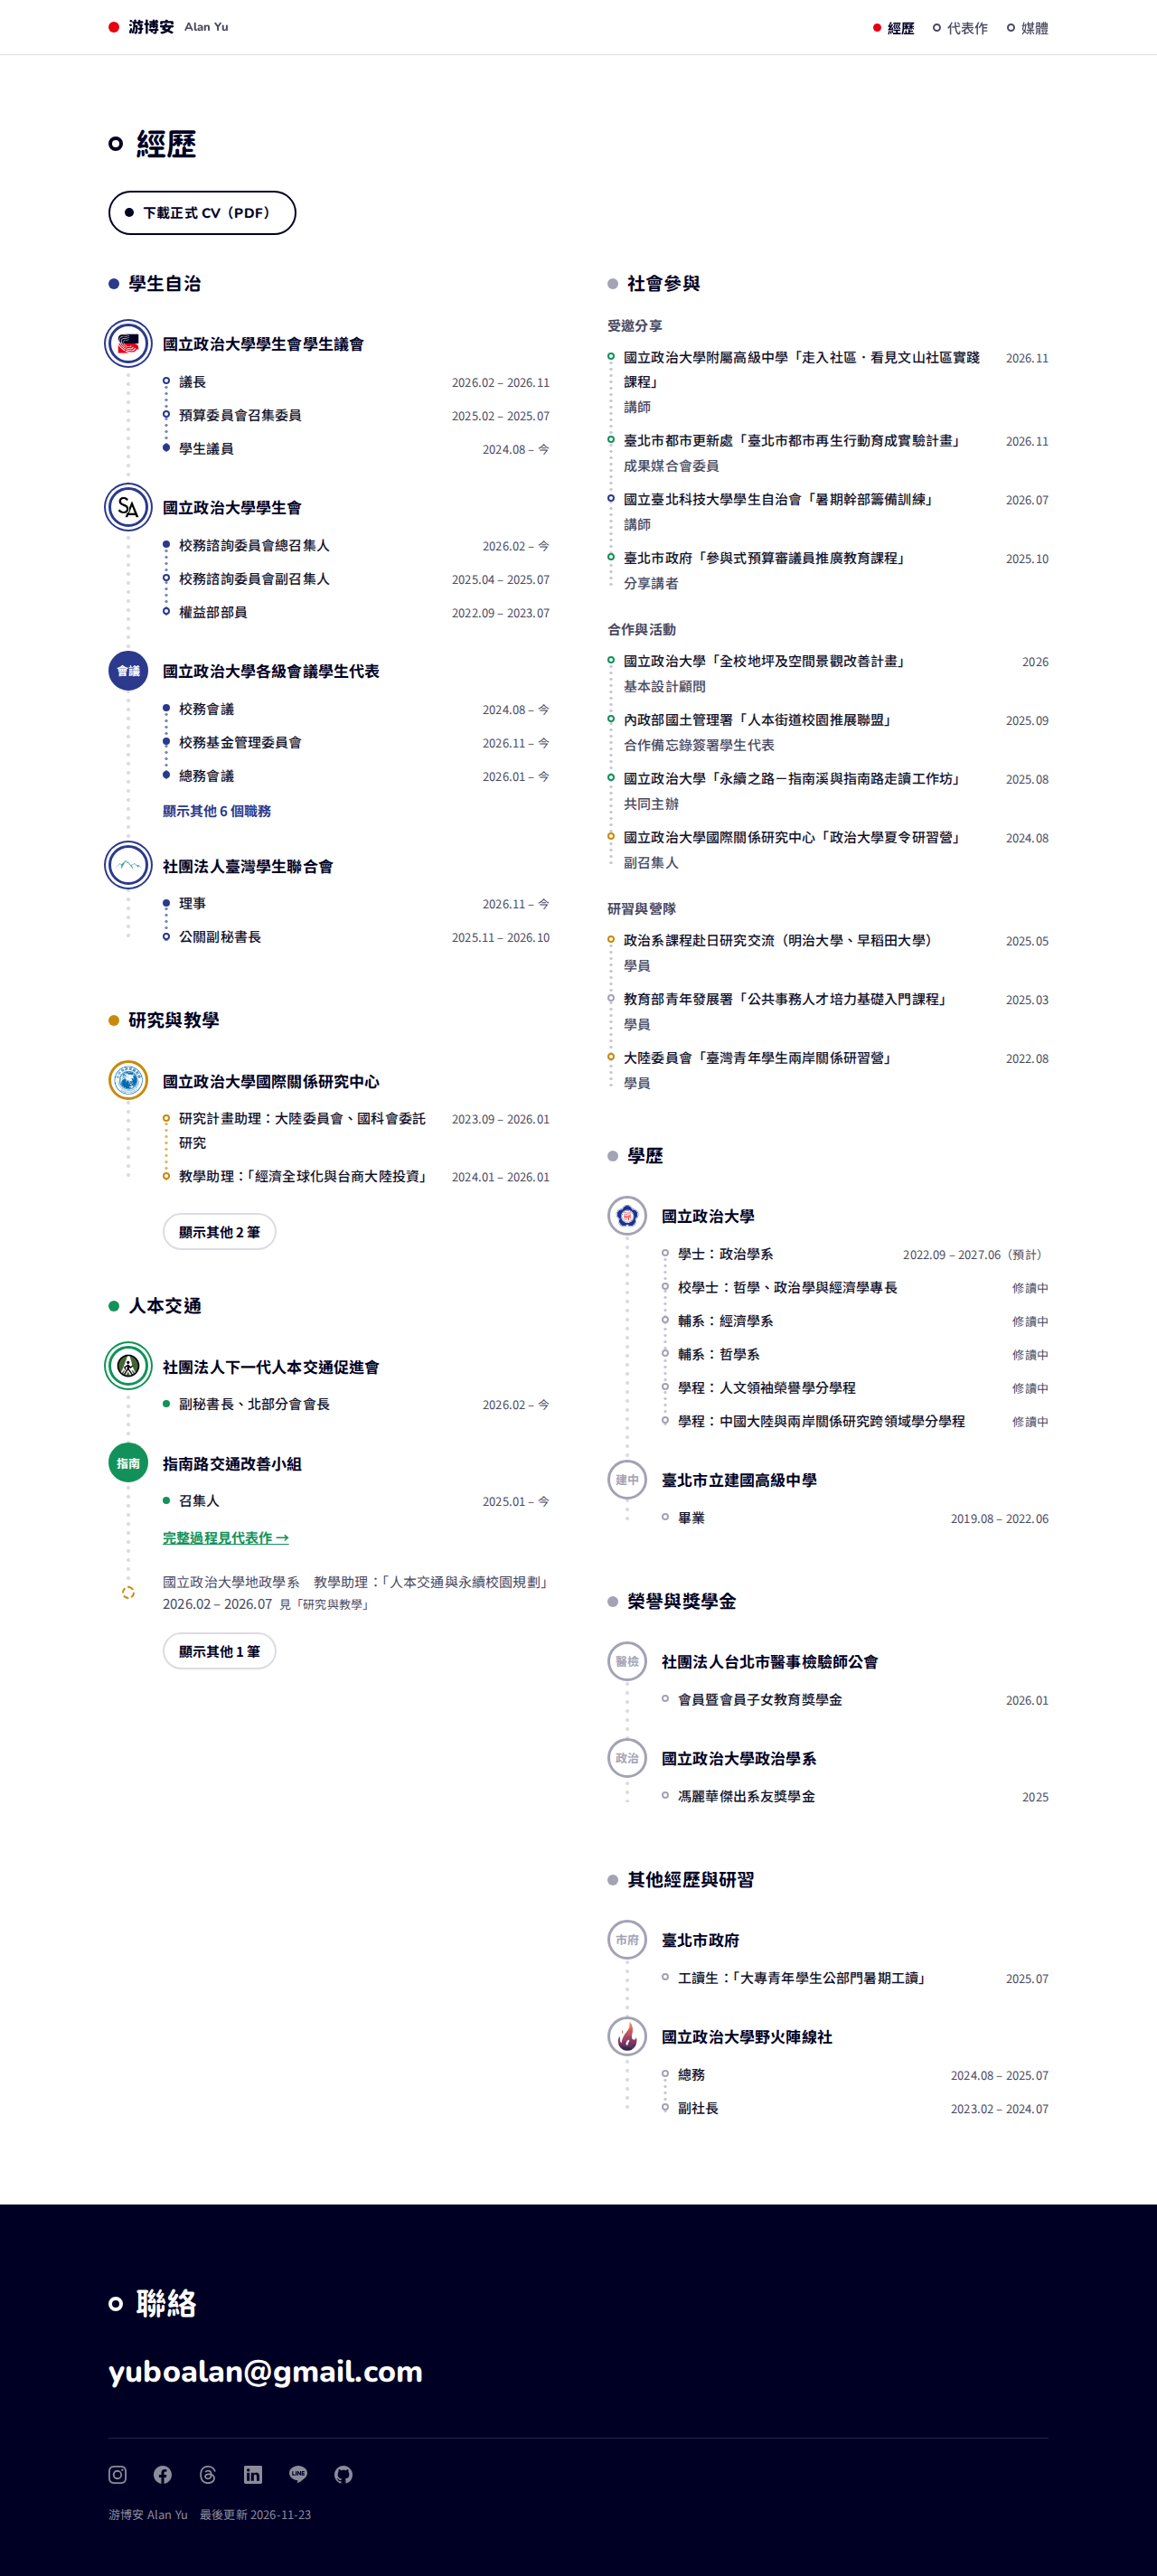 游博安 Alan Yu
經歷
代表作
媒體
經歷
下載正式 CV（PDF）
學生自治
國立政治大學學生會學生議會
議長 2026.02 – 2026.11
預算委員會召集委員 2025.02 – 2025.07
學生議員 2024.08 – 今
SA
國立政治大學學生會
校務諮詢委員會總召集人 2026.02 – 今
校務諮詢委員會副召集人 2025.04 – 2025.07
權益部部員 2022.09 – 2023.07
會議
國立政治大學各級會議學生代表
校務會議 2024.08 – 今
校務基金管理委員會 2026.11 – 今
總務會議 2026.01 – 今
顯示其他 6 個職務
社團法人臺灣學生聯合會
理事 2026.11 – 今
公關副秘書長 2025.11 – 2026.10
研究與教學
國立政治大學國際關係研究中心
研究計畫助理：大陸委員會、國科會委託 2023.09 – 2026.01
研究
教學助理：「經濟全球化與台商大陸投資」 2024.01 – 2026.01
顯示其他 2 筆
人本交通
社團法人下一代人本交通促進會
副秘書長、北部分會會長 2026.02 – 今
指南
指南路交通改善小組
召集人 2025.01 – 今
完整過程見代表作 →
國立政治大學地政學系　教學助理：「人本交通與永續校園規劃」
2026.02 – 2026.07 見「研究與教學」
顯示其他 1 筆
社會參與
受邀分享
國立政治大學附屬高級中學「走入社區．看見文山社區實踐 2026.11
課程」
講師
臺北市都市更新處「臺北市都市再生行動育成實驗計畫」 2026.11
成果媒合會委員
國立臺北科技大學學生自治會「暑期幹部籌備訓練」 2026.07
講師
臺北市政府「參與式預算審議員推廣教育課程」 2025.10
分享講者
合作與活動
國立政治大學「全校地坪及空間景觀改善計畫」 2026
基本設計顧問
內政部國土管理署「人本街道校園推展聯盟」 2025.09
合作備忘錄簽署學生代表
國立政治大學「永續之路－指南溪與指南路走讀工作坊」 2025.08
共同主辦
國立政治大學國際關係研究中心「政治大學夏令研習營」 2024.08
副召集人
研習與營隊
政治系課程赴日研究交流（明治大學、早稻田大學） 2025.05
學員
教育部青年發展署「公共事務人才培力基礎入門課程」 2025.03
學員
大陸委員會「臺灣青年學生兩岸關係研習營」 2022.08
學員
學歷
國立政治大學
學士：政治學系 2022.09 – 2027.06（預計）
校學士：哲學、政治學與經濟學專長 修讀中
輔系：經濟學系 修讀中
輔系：哲學系 修讀中
學程：人文領袖榮譽學分學程 修讀中
學程：中國大陸與兩岸關係研究跨領域學分學程 修讀中
建中
臺北市立建國高級中學
畢業 2019.08 – 2022.06
榮譽與獎學金
醫檢
社團法人台北市醫事檢驗師公會
會員暨會員子女教育獎學金 2026.01
政治
國立政治大學政治學系
馮麗華傑出系友獎學金 2025
其他經歷與研習
市府
臺北市政府
工讀生：「大專青年學生公部門暑期工讀」 2025.07
國立政治大學野火陣線社
總務 2024.08 – 2025.07
副社長 2023.02 – 2024.07
聯絡
yuboalan@gmail.com
LINE
游博安 Alan Yu　最後更新 2026-11-23